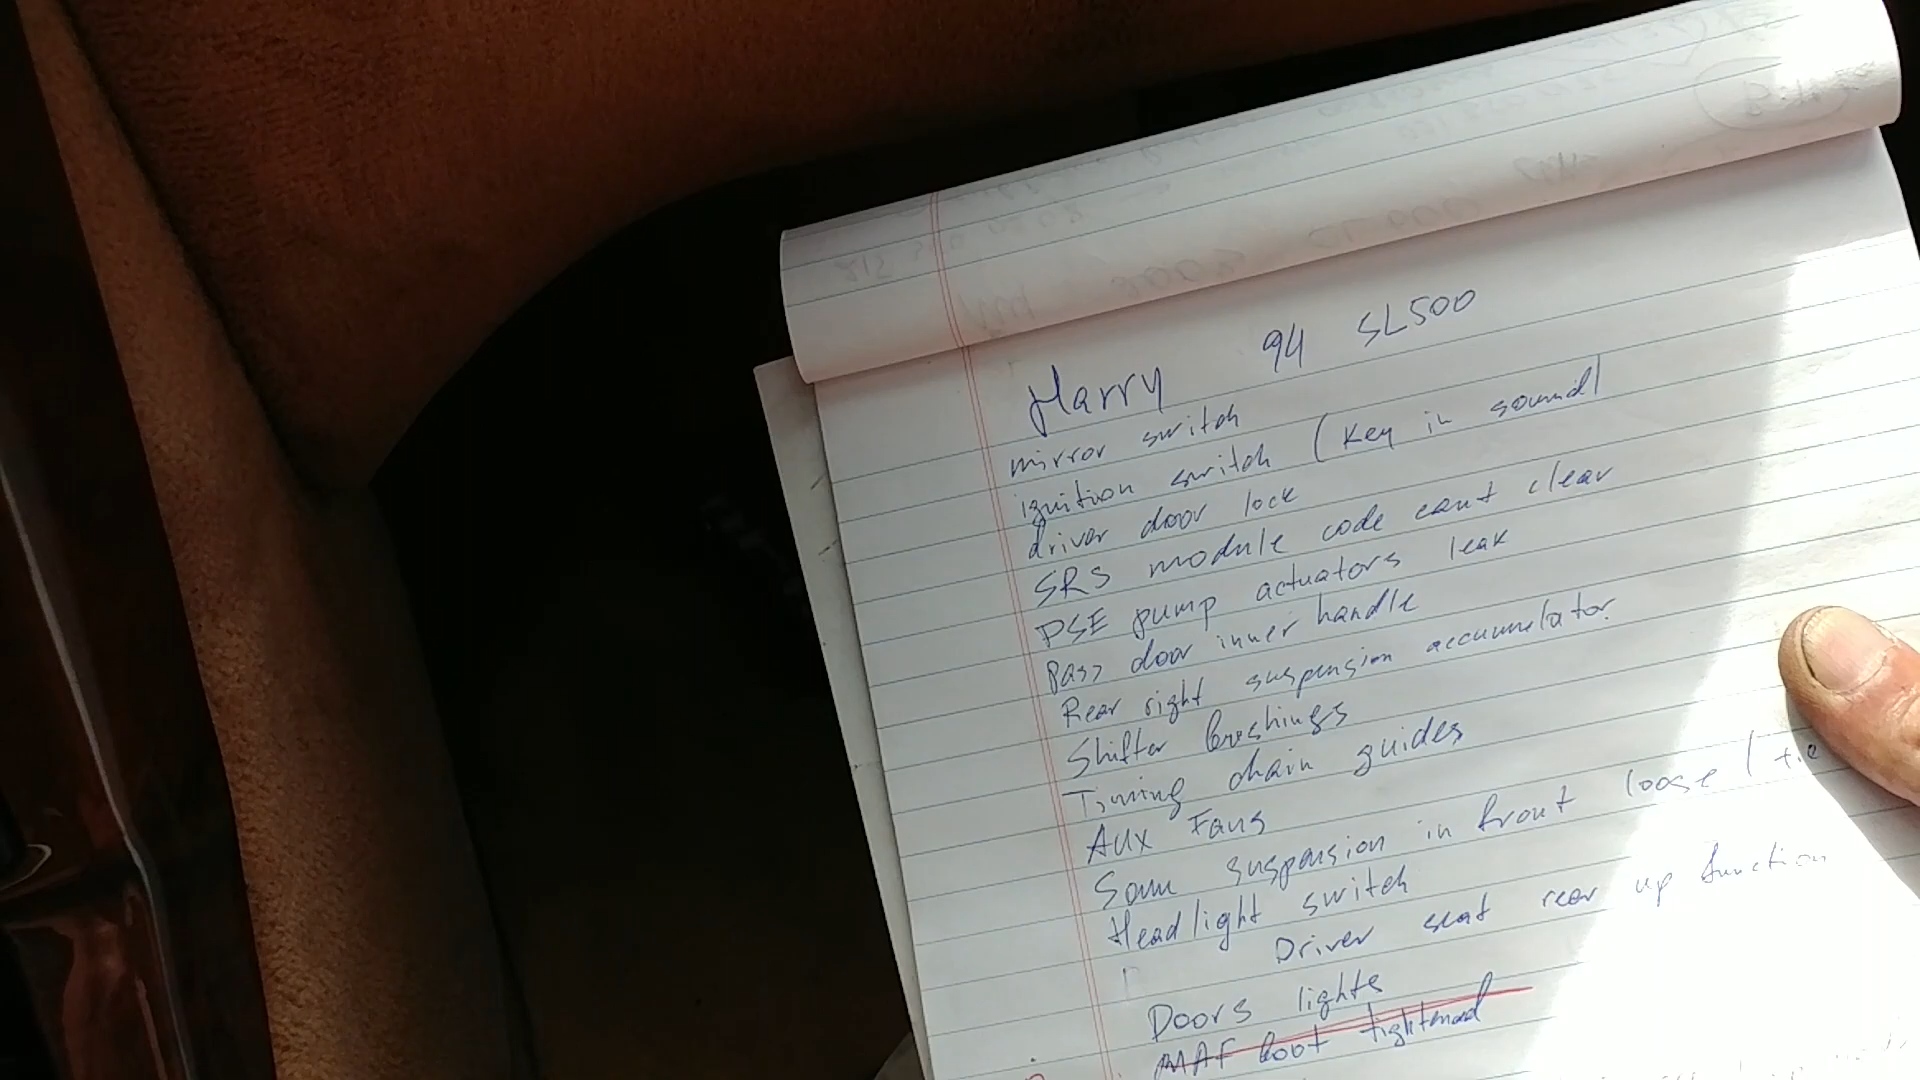 Harry 94 SL500
mirror switch
ignition switch (key in sound)
driver door lock
SRS module code cant clear
PSE pump actuators leak
Pass door inner handle
Rear right suspension accumulator
Shifter bushings
Timing chain guides
AUX Fans
Some suspension in front loose / tie
Headlight switch
Driver seat rear up function
Doors lights
MAF boot tightened